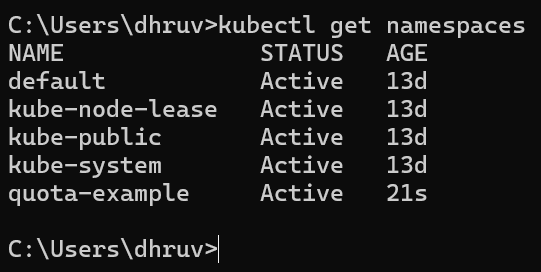 C:\Users\dhruv>kubectl get namespaces
NAME              STATUS   AGE
default           Active   13d
kube-node-lease   Active   13d
kube-public       Active   13d
kube-system       Active   13d
quota-example     Active   21s
C:\Users\dhruv>